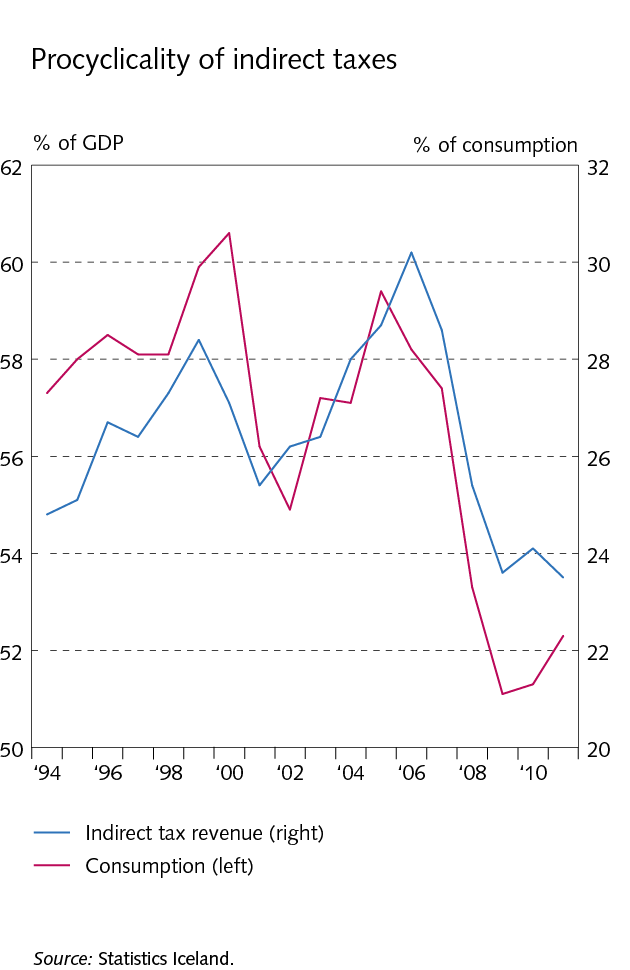 Procyclicality of indirect taxes
% of GDP % of consumption
62 32
60 30
58 28
56 26
54 24
52 22
50 20
‘94 ‘96 ‘98 ‘00 ‘02 ‘04 ‘06 ‘08 ‘10
Indirect tax revenue (right)
Consumption (left)
Source: Statistics Iceland.